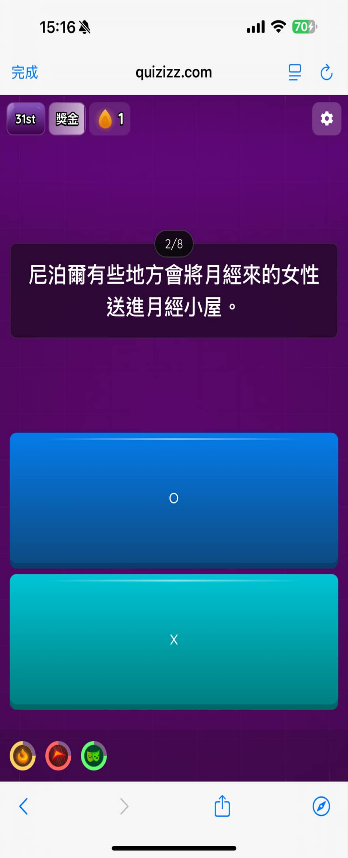 15:16
70
完成
quizizz.com
31st
獎金
1
2/8
尼泊爾有些地方會將月經來的女性
送進月經小屋。
O
X